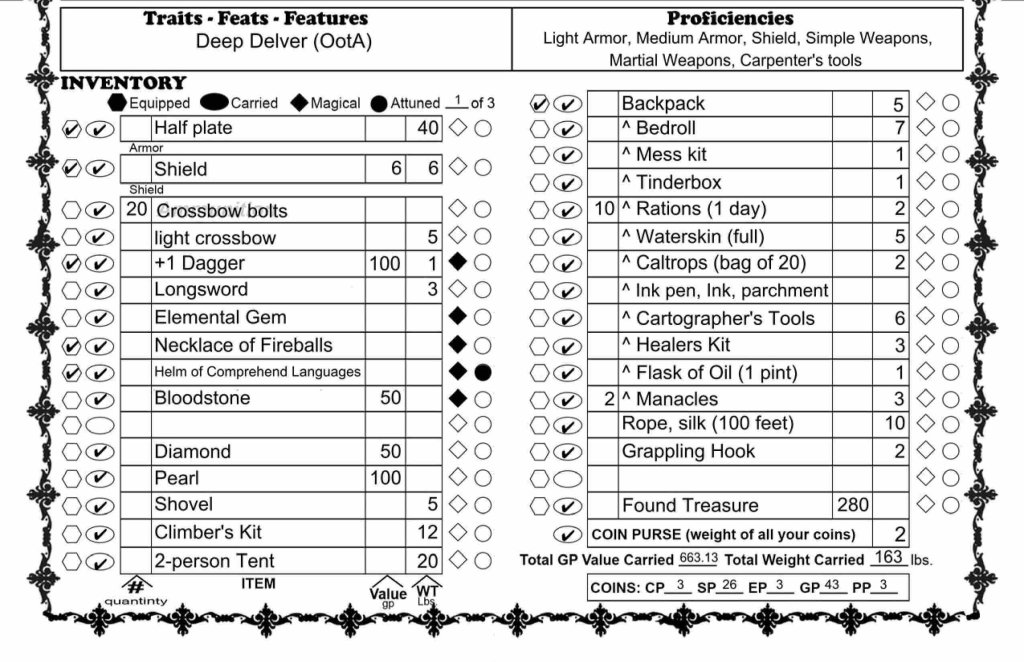 Traits - Feats - Features
Deep Delver (OotA)
Proficiencies
Light Armor, Medium Armor, Shield, Simple Weapons,
Martial Weapons, Carpenter's tools
INVENTORY
Equipped Carried Magical Attuned 1 of 3
Half plate 40
Armor
Shield 6 6
Shield
20 Crossbow bolts
light crossbow 5
+1 Dagger 100 1
Longsword 3
Elemental Gem
Necklace of Fireballs
Helm of Comprehend Languages
Bloodstone 50
Diamond 50
Pearl 100
Shovel 5
Climber's Kit 12
2-person Tent 20
# quantinty
ITEM
Value gp
WT Lbs
Backpack 5
^ Bedroll 7
^ Mess kit 1
^ Tinderbox 1
10 ^ Rations (1 day) 2
^ Waterskin (full) 5
^ Caltrops (bag of 20) 2
^ Ink pen, Ink, parchment
^ Cartographer's Tools 6
^ Healers Kit 3
^ Flask of Oil (1 pint) 1
2 ^ Manacles 3
Rope, silk (100 feet) 10
Grappling Hook 2
Found Treasure 280
COIN PURSE (weight of all your coins) 2
Total GP Value Carried 663.13 Total Weight Carried 163 lbs.
COINS: CP 3 SP 26 EP 3 GP 43 PP 3